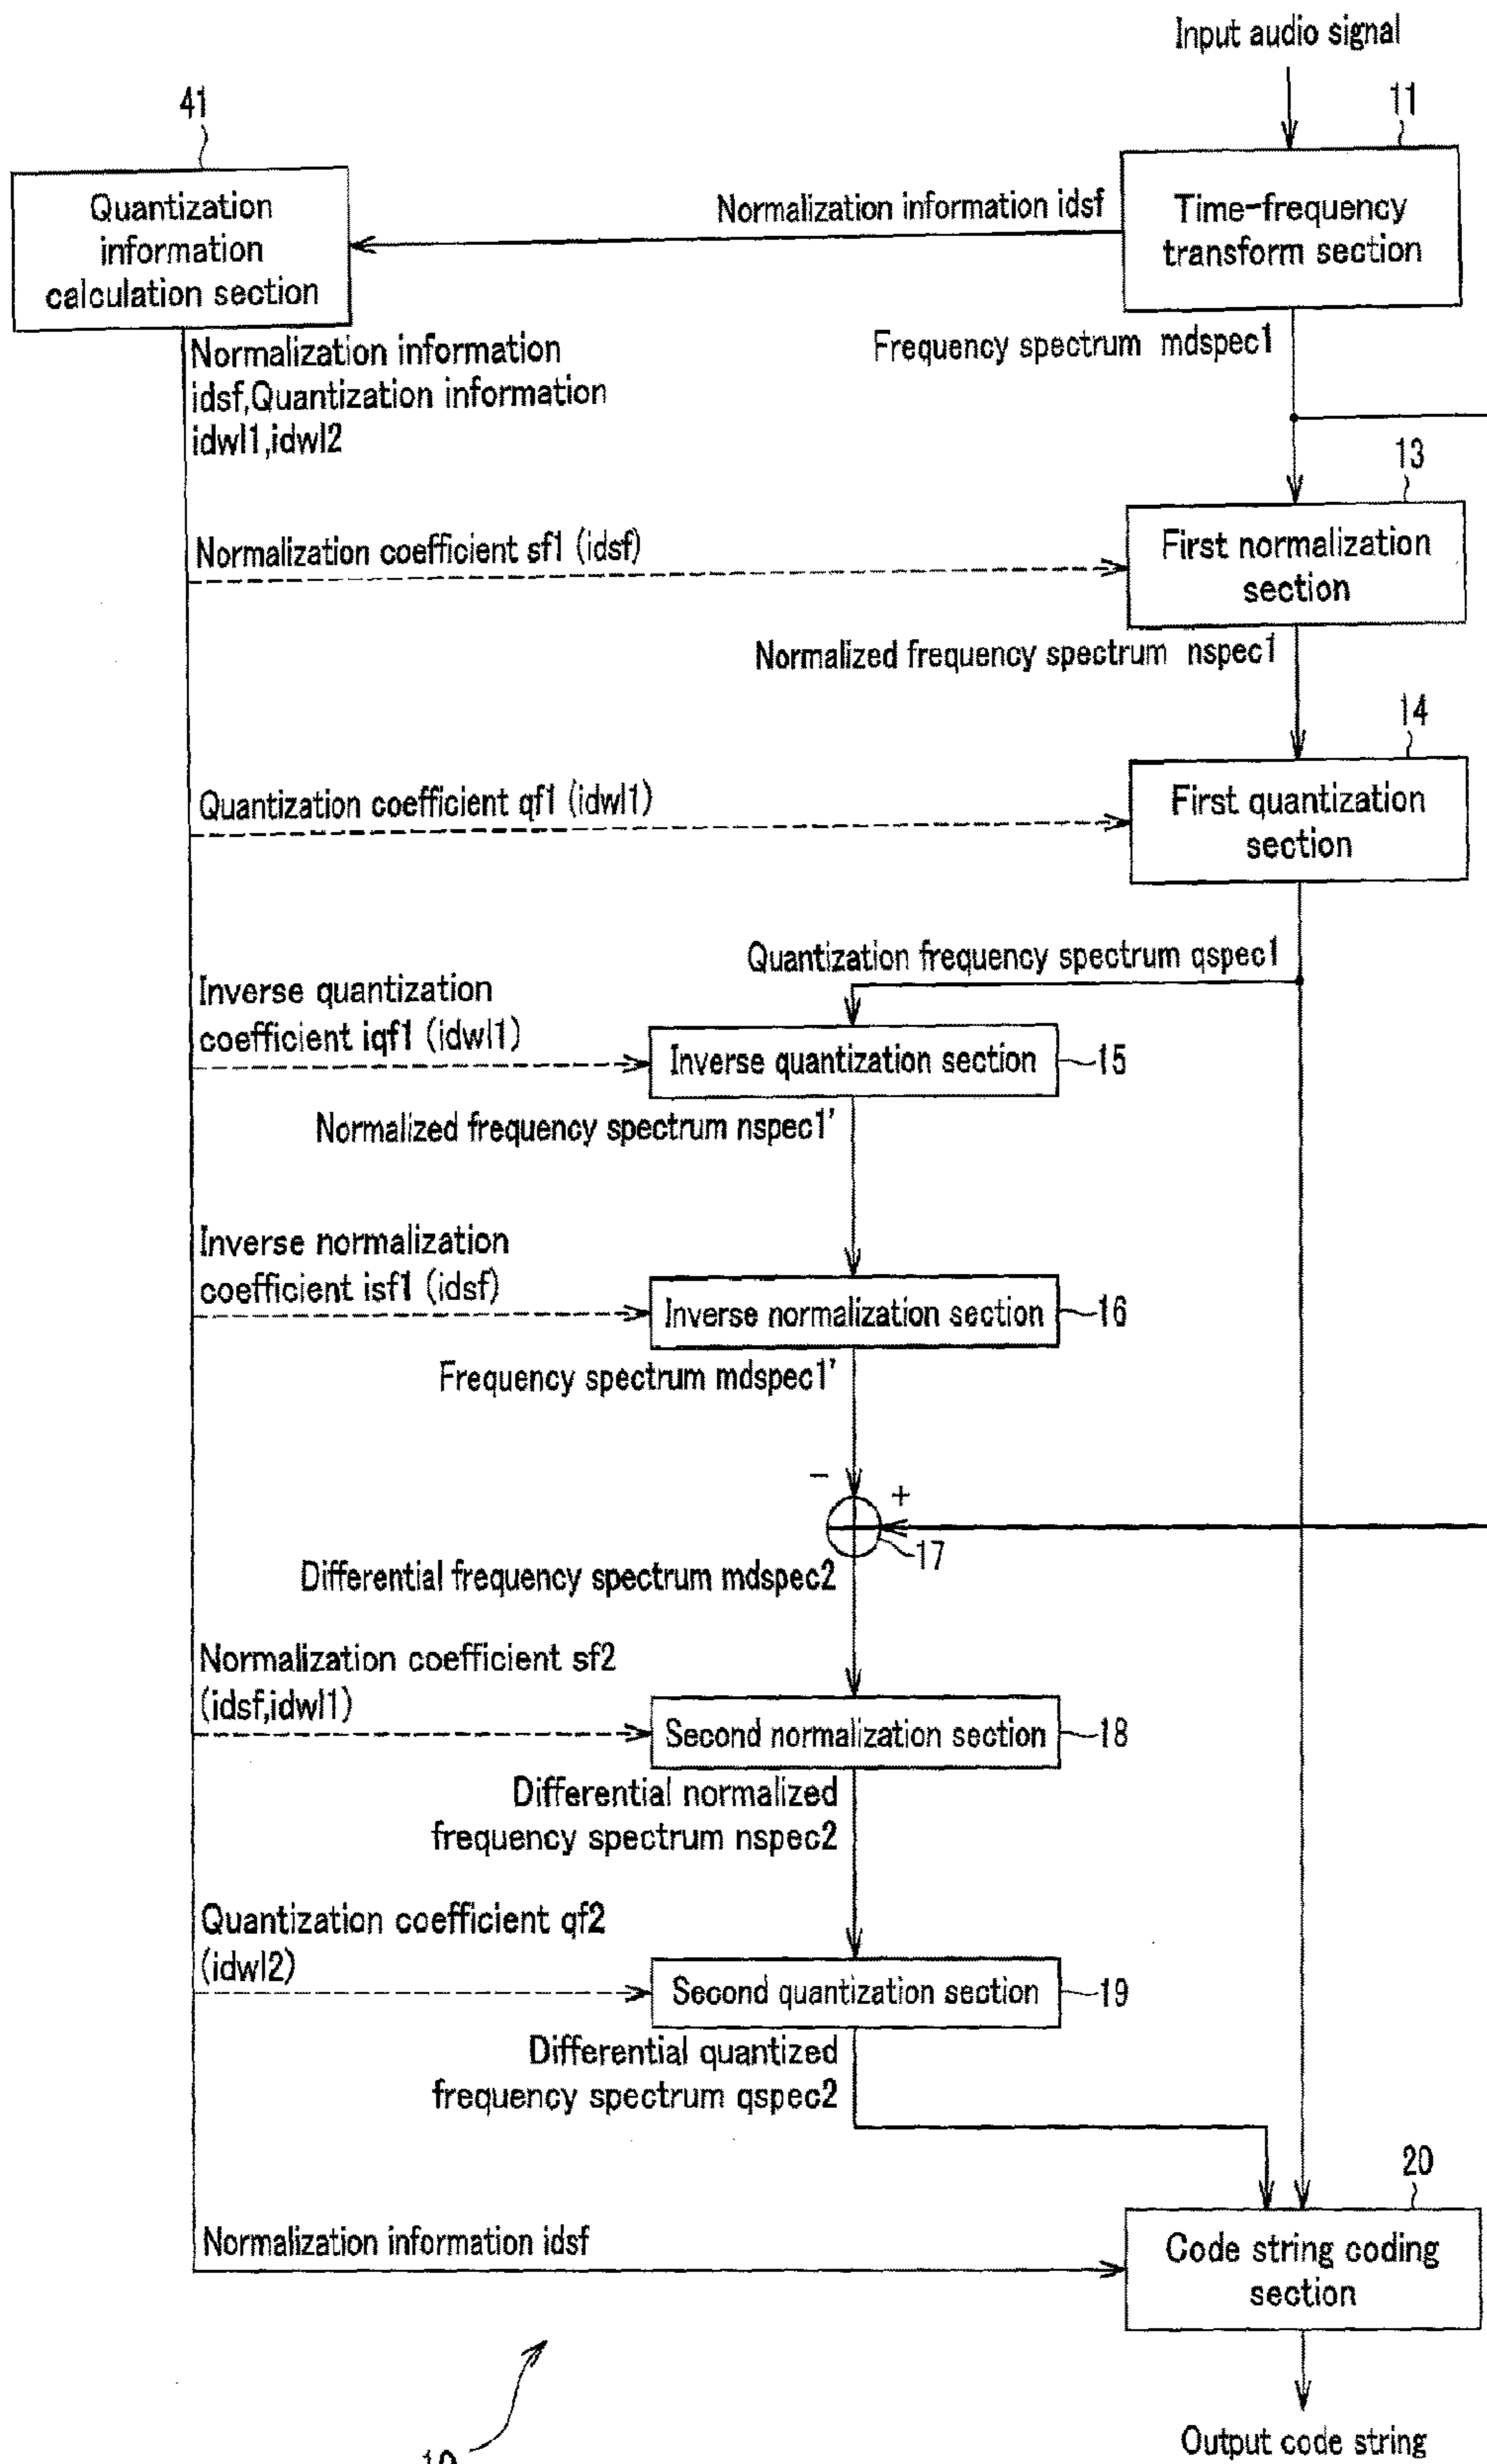 Input audio signal
41
11
Quantization
information
calculation section
Normalization information idsf
Time-frequency
transform section
Normalization information
idsf,Quantization information
idwl1,idwl2
Frequency spectrum mdspec1
13
Normalization coefficient sf1 (idsf)
First normalization
section
Normalized frequency spectrum nspec1
14
Quantization coefficient qf1 (idwl1)
First quantization
section
Quantization frequency spectrum qspec1
Inverse quantization
coefficient iqf1 (idwl1)
Inverse quantization section
15
Normalized frequency spectrum nspec1'
Inverse normalization
coefficient isf1 (idsf)
Inverse normalization section
16
Frequency spectrum mdspec1'
− +
17
Differential frequency spectrum mdspec2
Normalization coefficient sf2
(idsf,idwl1)
Second normalization section
18
Differential normalized
frequency spectrum nspec2
Quantization coefficient qf2
(idwl2)
Second quantization section
19
Differential quantized
frequency spectrum qspec2
20
Normalization information idsf
Code string coding
section
Output code string